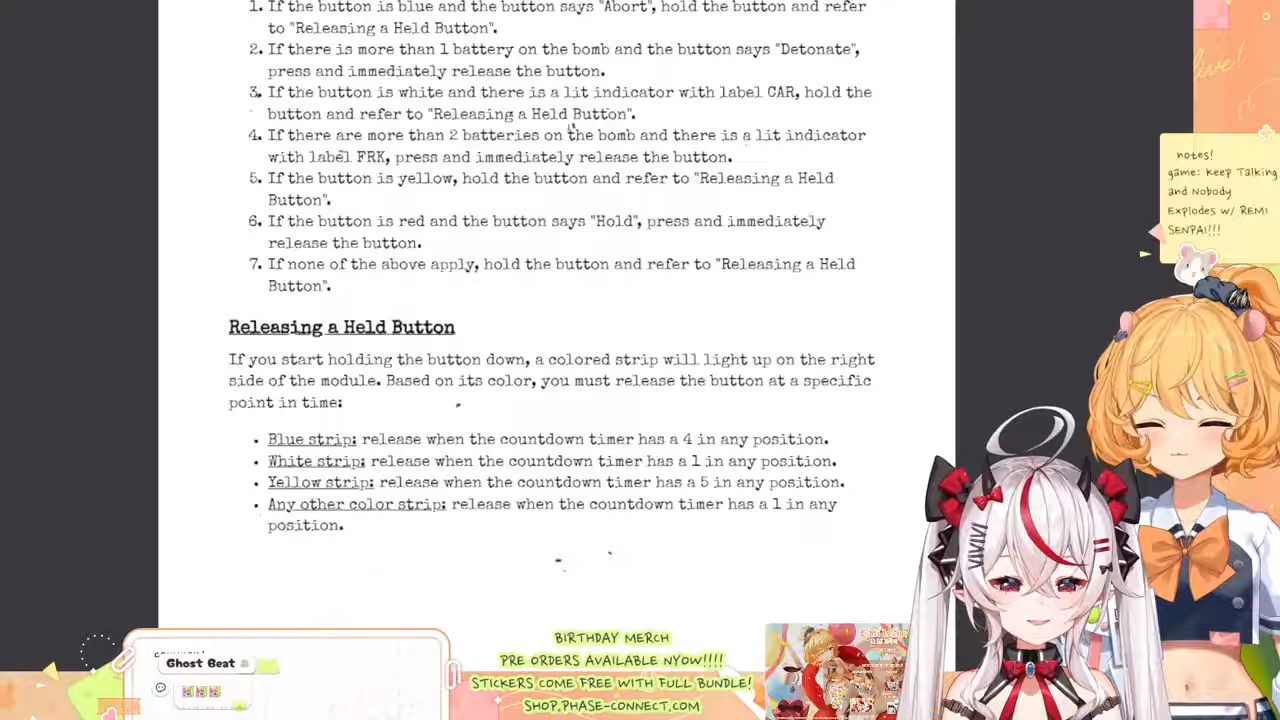 1. If the button is blue and the button says "Abort", hold the button and refer
to "Releasing a Held Button".
2. If there is more than 1 battery on the bomb and the button says "Detonate",
press and immediately release the button.
3. If the button is white and there is a lit indicator with label CAR, hold the
button and refer to "Releasing a Held Button".
4. If there are more than 2 batteries on the bomb and there is a lit indicator
with label FRK, press and immediately release the button.
5. If the button is yellow, hold the button and refer to "Releasing a Held
Button".
6. If the button is red and the button says "Hold", press and immediately
release the button.
7. If none of the above apply, hold the button and refer to "Releasing a Held
Button".
Releasing a Held Button
If you start holding the button down, a colored strip will light up on the right
side of the module. Based on its color, you must release the button at a specific
point in time:
• Blue strip: release when the countdown timer has a 4 in any position.
• White strip: release when the countdown timer has a 1 in any position.
• Yellow strip: release when the countdown timer has a 5 in any position.
• Any other color strip: release when the countdown timer has a 1 in any
position.
live!
notes!
game: Keep Talking
and Nobody
Explodes w/ REMI
SENPAI!!!
Ghost Beat
BIRTHDAY MERCH
PRE ORDERS AVAILABLE NYOW!!!!
STICKERS COME FREE WITH FULL BUNDLE!
SHOP.PHASE-CONNECT.COM